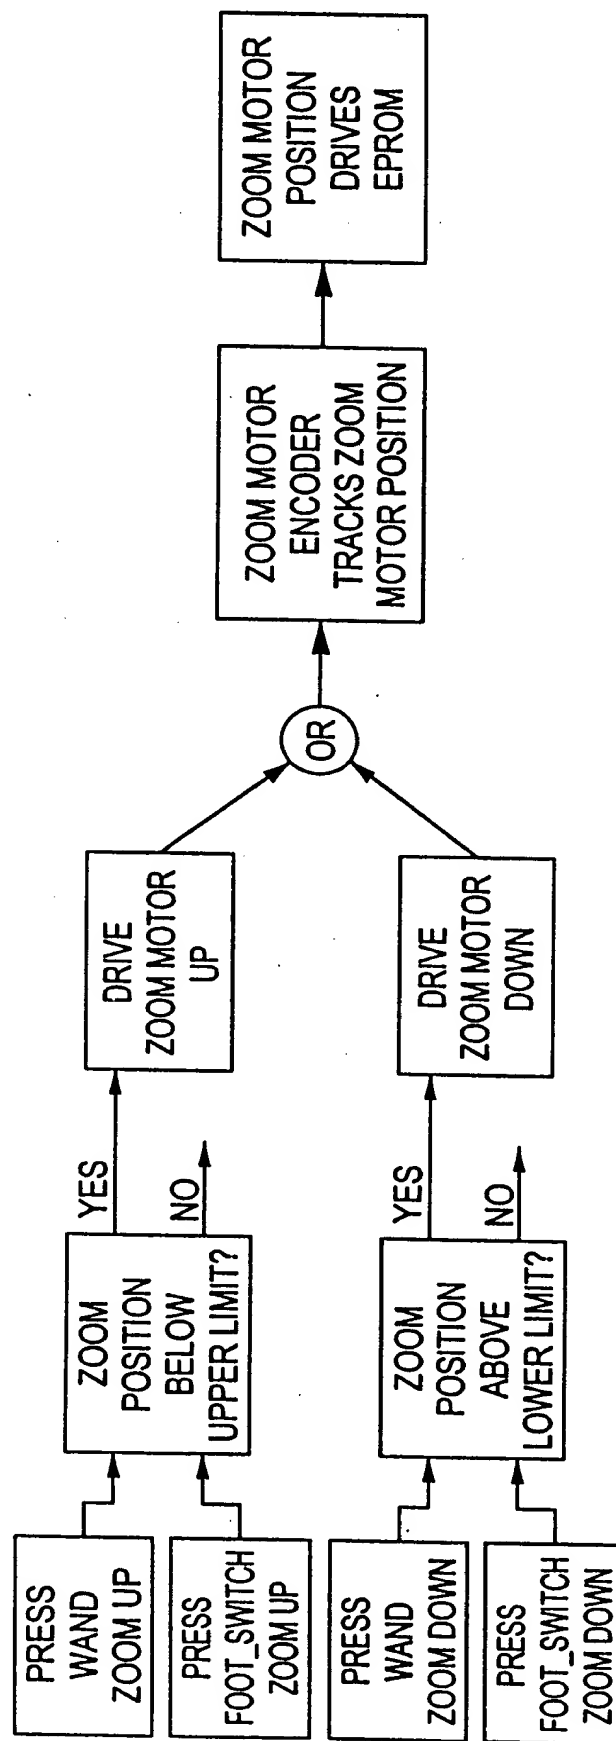 PRESS
WAND
ZOOM UP
PRESS
FOOT_SWITCH
ZOOM UP
PRESS
WAND
ZOOM DOWN
PRESS
FOOT_SWITCH
ZOOM DOWN
ZOOM
POSITION
BELOW
UPPER LIMIT?
YES
NO
ZOOM
POSITION
ABOVE
LOWER LIMIT?
YES
NO
DRIVE
ZOOM MOTOR
UP
DRIVE
ZOOM MOTOR
DOWN
OR
ZOOM MOTOR
ENCODER
TRACKS ZOOM
MOTOR POSITION
ZOOM MOTOR
POSITION
DRIVES
EPROM